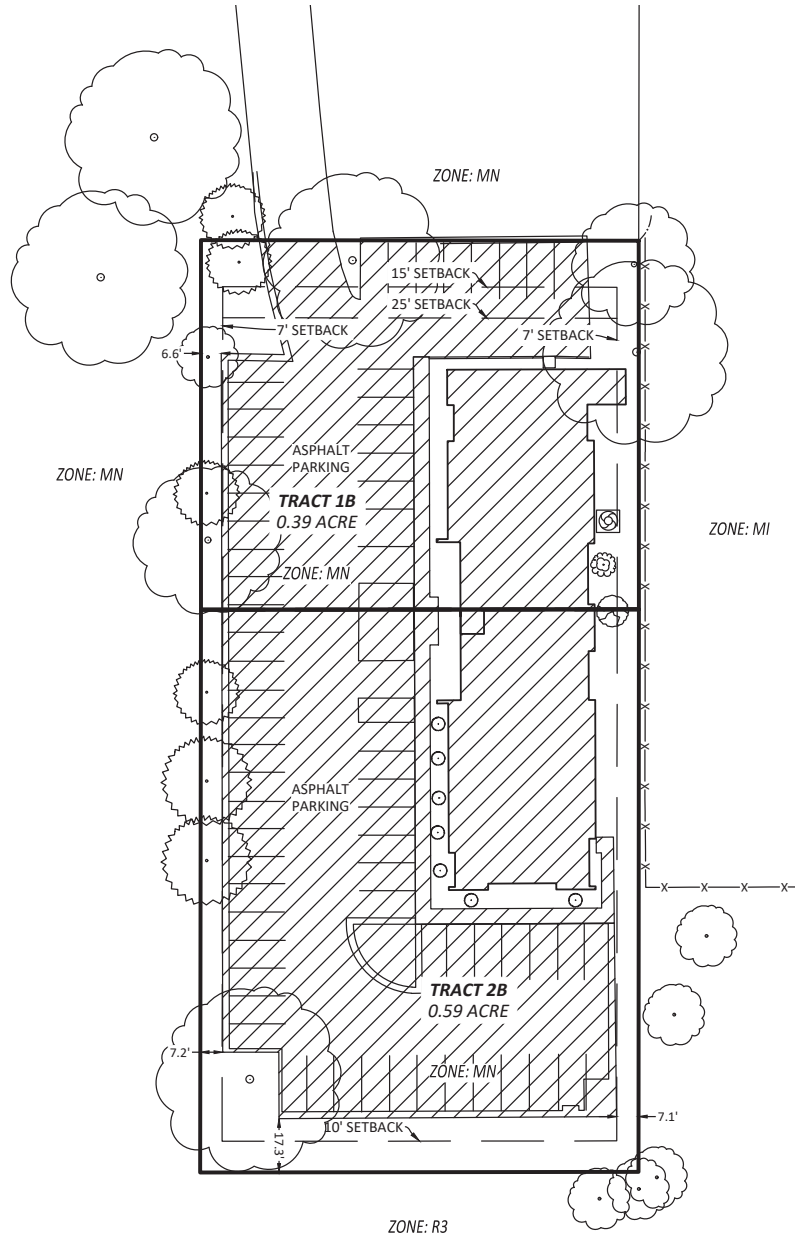 ZONE: MN
15' SETBACK
25' SETBACK
7' SETBACK
7' SETBACK
6.6'
ASPHALT
PARKING
ZONE: MN
TRACT 1B
0.39 ACRE
ZONE: MI
ZONE: MN
ASPHALT
PARKING
TRACT 2B
0.59 ACRE
7.2'
ZONE: MN
7.1'
10' SETBACK
17.3'
ZONE: R3